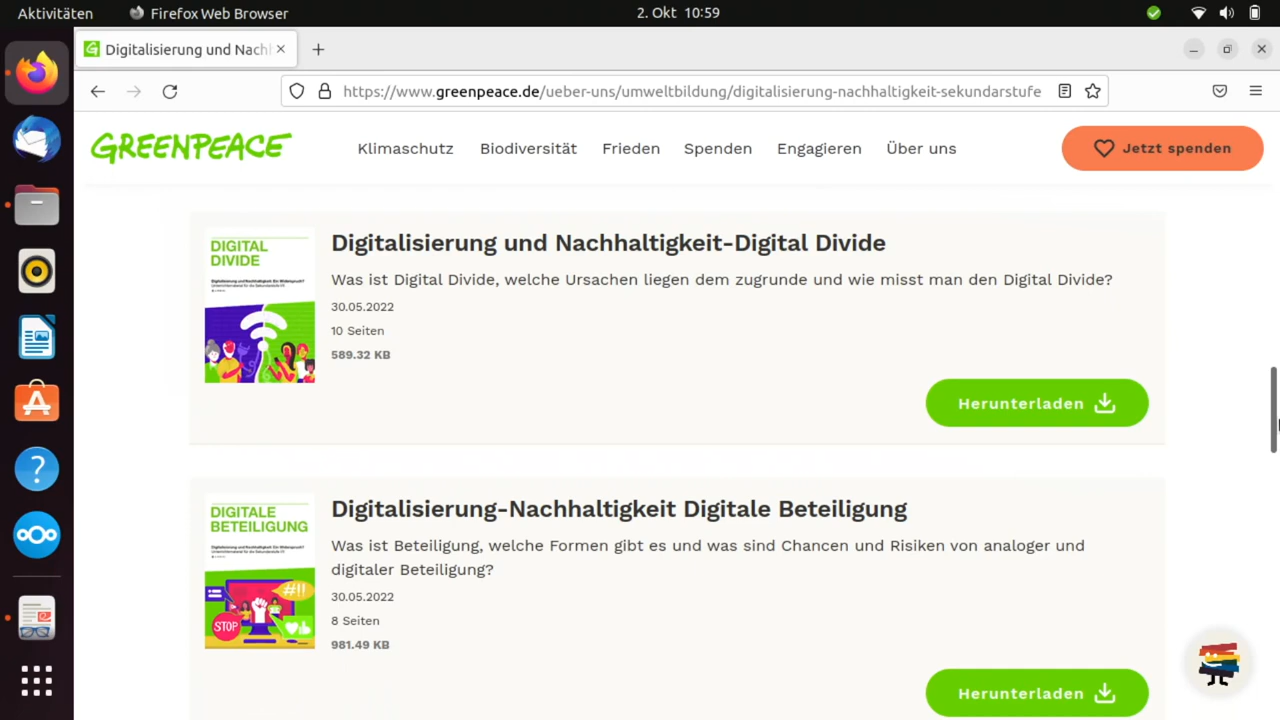 Aktivitäten
Firefox Web Browser
2. Okt 10:59
Digitalisierung und Nachl
https://www.greenpeace.de/ueber-uns/umweltbildung/digitalisierung-nachhaltigkeit-sekundarstufe
GREENPEACE
Klimaschutz
Biodiversität
Frieden
Spenden
Engagieren
Über uns
Jetzt spenden
DIGITAL
DIVIDE
Digitalisierung und Nachhaltigkeit-Digital Divide
Was ist Digital Divide, welche Ursachen liegen dem zugrunde und wie misst man den Digital Divide?
30.05.2022
10 Seiten
589.32 KB
Herunterladen
DIGITALE
BETEILIGUNG
#!!
STOP
Digitalisierung-Nachhaltigkeit Digitale Beteiligung
Was ist Beteiligung, welche Formen gibt es und was sind Chancen und Risiken von analoger und
digitaler Beteiligung?
30.05.2022
8 Seiten
981.49 KB
Herunterladen